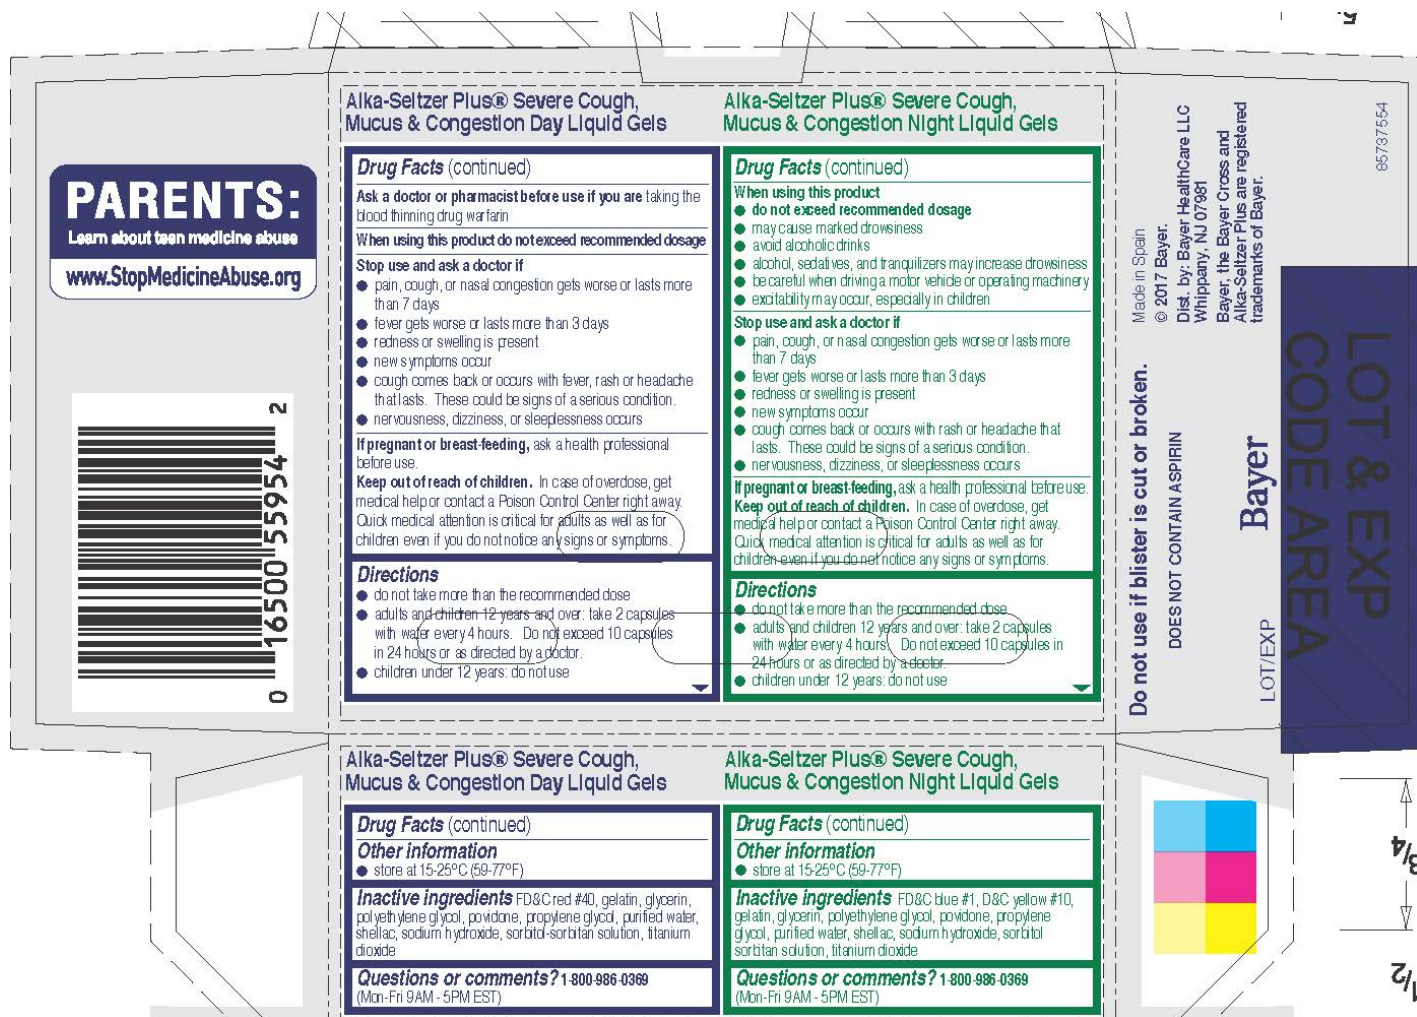 PARENTS:
Learn about teen medicine abuse
www.StopMedicineAbuse.org
0 16500 55954 2
Alka-Seltzer Plus® Severe Cough,
Mucus & Congestion Day Liquid Gels
Drug Facts (continued)
Ask a doctor or pharmacist before use if you are taking the
blood thinning drug warfarin
When using this product do not exceed recommended dosage
Stop use and ask a doctor if
● pain, cough, or nasal congestion gets worse or lasts more
than 7 days
● fever gets worse or lasts more than 3 days
● redness or swelling is present
● new symptoms occur
● cough comes back or occurs with fever, rash or headache
that lasts. These could be signs of a serious condition.
● nervousness, dizziness, or sleeplessness occurs
If pregnant or breast-feeding, ask a health professional
before use.
Keep out of reach of children. In case of overdose, get
medical help or contact a Poison Control Center right away.
Quick medical attention is critical for adults as well as for
children even if you do not notice any signs or symptoms.
Directions
● do not take more than the recommended dose
● adults and children 12 years and over: take 2 capsules
with water every 4 hours. Do not exceed 10 capsules
in 24 hours or as directed by a doctor.
● children under 12 years: do not use
Alka-Seltzer Plus® Severe Cough,
Mucus & Congestion Night Liquid Gels
Drug Facts (continued)
When using this product
● do not exceed recommended dosage
● may cause marked drowsiness
● avoid alcoholic drinks
● alcohol, sedatives, and tranquilizers may increase drowsiness
● be careful when driving a motor vehicle or operating machinery
● excitability may occur, especially in children
Stop use and ask a doctor if
● pain, cough, or nasal congestion gets worse or lasts more
than 7 days
● fever gets worse or lasts more than 3 days
● redness or swelling is present
● new symptoms occur
● cough comes back or occurs with rash or headache that
lasts. These could be signs of a serious condition.
● nervousness, dizziness, or sleeplessness occurs
If pregnant or breast-feeding, ask a health professional before use.
Keep out of reach of children. In case of overdose, get
medical help or contact a Poison Control Center right away.
Quick medical attention is critical for adults as well as for
children even if you do not notice any signs or symptoms.
Directions
● do not take more than the recommended dose
● adults and children 12 years and over: take 2 capsules
with water every 4 hours. Do not exceed 10 capsules in
24 hours or as directed by a doctor.
● children under 12 years: do not use
Do not use if blister is cut or broken.
DOES NOT CONTAIN ASPIRIN
Made in Spain
© 2017 Bayer.
Dist. by: Bayer HealthCare LLC
Whippany, NJ 07981
Bayer, the Bayer Cross and
Alka-Seltzer Plus are registered
trademarks of Bayer.
Bayer
LOT/EXP
LOT & EXP
CODE AREA
85737554
Alka-Seltzer Plus® Severe Cough,
Mucus & Congestion Day Liquid Gels
Drug Facts (continued)
Other information
● store at 15-25ºC (59-77ºF)
Inactive ingredients FD&C red #40, gelatin, glycerin,
polyethylene glycol, povidone, propylene glycol, purified water,
shellac, sodium hydroxide, sorbitol-sorbitan solution, titanium
dioxide
Questions or comments? 1-800-986-0369
(Mon-Fri 9AM - 5PM EST)
Alka-Seltzer Plus® Severe Cough,
Mucus & Congestion Night Liquid Gels
Drug Facts (continued)
Other information
● store at 15-25ºC (59-77ºF)
Inactive ingredients FD&C blue #1, D&C yellow #10,
gelatin, glycerin, polyethylene glycol, povidone, propylene
glycol, purified water, shellac, sodium hydroxide, sorbitol
sorbitan solution, titanium dioxide
Questions or comments? 1-800-986-0369
(Mon-Fri 9AM - 5PM EST)
3/4
1/2